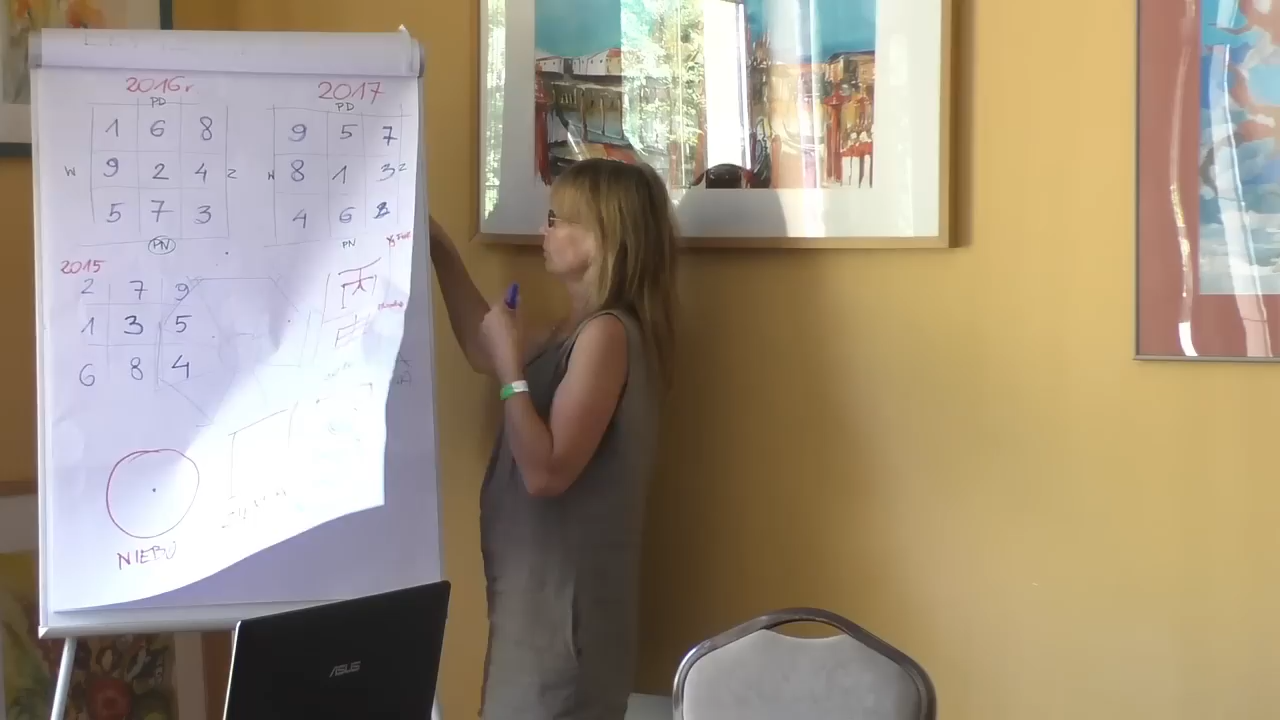 2016r 2017
PD PD
1 6 8 9 5 7
W 9 2 4 Z W 8 1 3 Z
5 7 3 4 6 2
PN PN
2015
2 7 9
1 3 5
6 8 4
NIEBO
ASUS